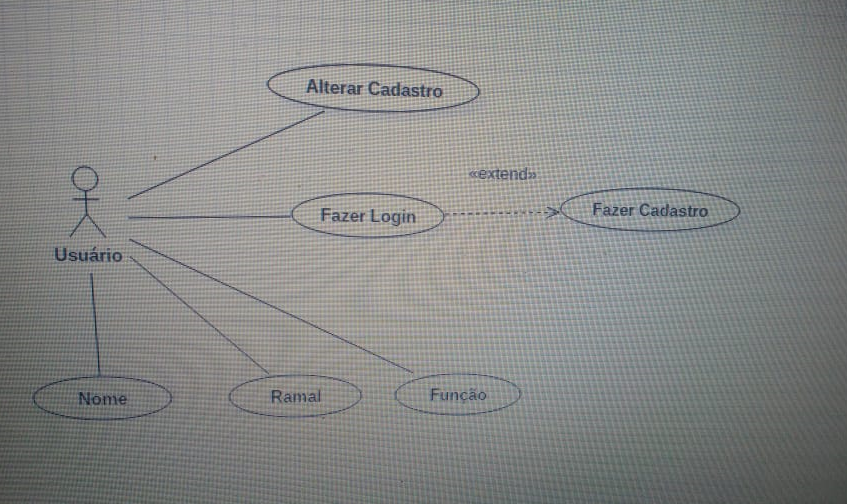 Alterar Cadastro
«extend»
Fazer Login
Fazer Cadastro
Usuário
Nome
Ramal
Função